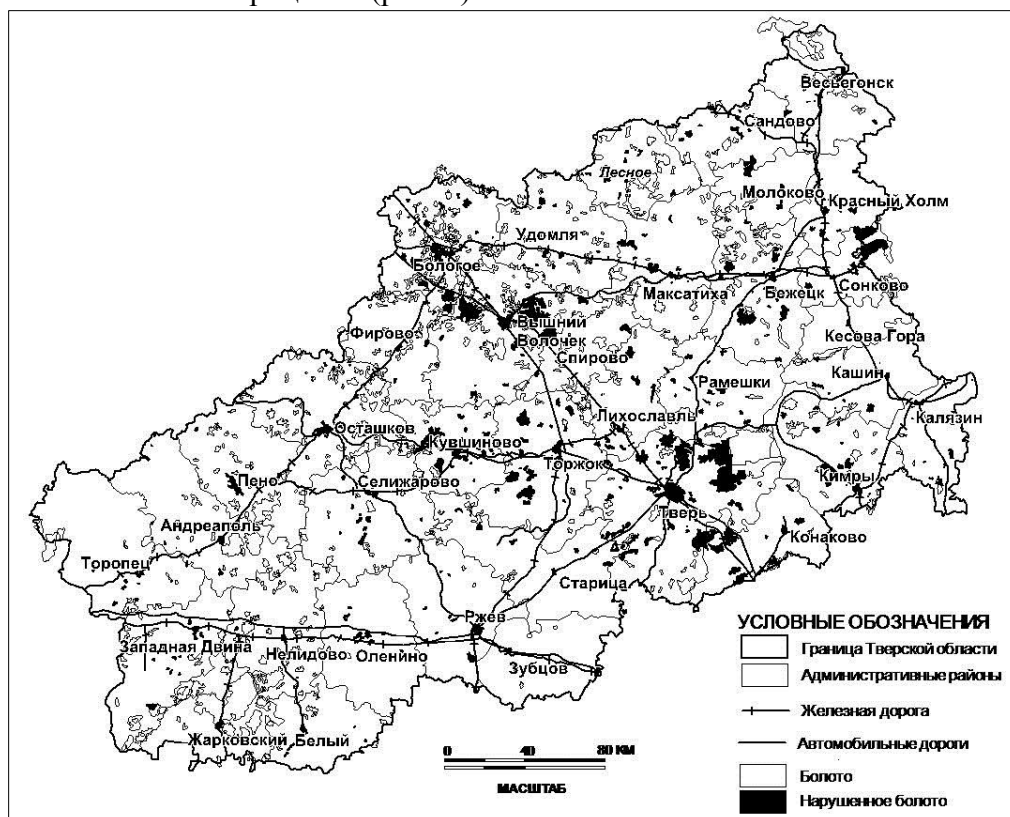 Весьегонск
Сандово
Лесное
Молоково
Красный Холм
Удомля
Бологое
Максатиха
Бежецк
Сонково
Вышний
Волочек
Фирово
Кесова Гора
Спирово
Рамешки
Кашин
Лихославль
Калязин
Осташков
Кувшиново
Торжок
Кимры
Пено
Селижарово
Тверь
Андреаполь
Конаково
Торопец
Старица
Ржев
Западная Двина
Нелидово
Оленино
Зубцов
Жарковский
Белый
0 40 80 КМ
МАСШТАБ
УСЛОВНЫЕ ОБОЗНАЧЕНИЯ
Граница Тверской области
Административные районы
Железная дорога
Автомобильные дороги
Болото
Нарушенное болото